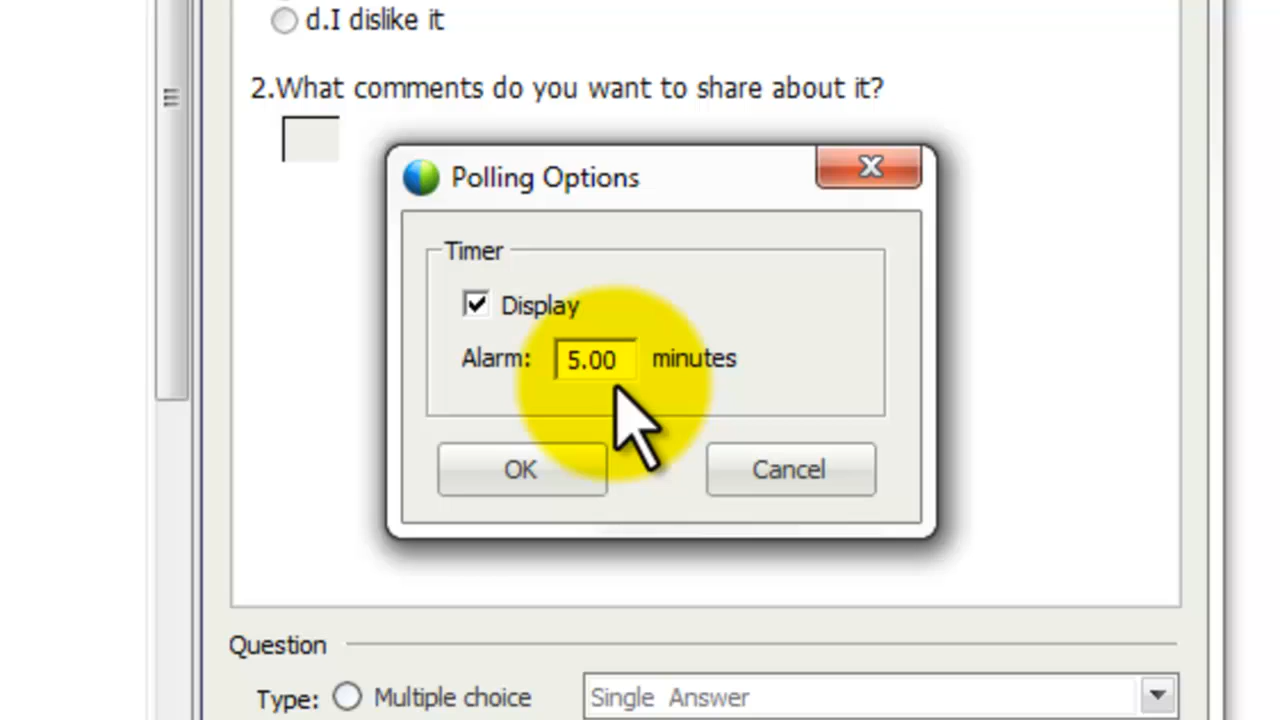 d.I dislike it
2.What comments do you want to share about it?
Polling Options
Timer
Display
Alarm: 5.00 minutes
OK Cancel
Question
Type: Multiple choice Single Answer